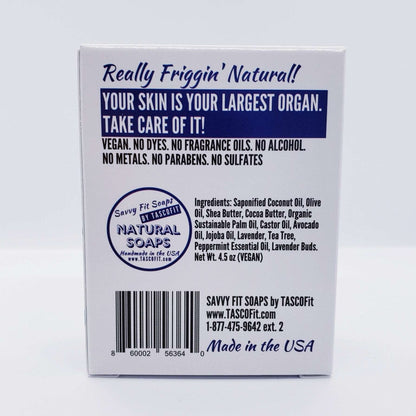 Really Friggin' Natural!
YOUR SKIN IS YOUR LARGEST ORGAN.
TAKE CARE OF IT!
VEGAN. NO DYES. NO FRAGRANCE OILS. NO ALCOHOL.
NO METALS. NO PARABENS. NO SULFATES
Savvy Fit Soaps
BY TASCOFIT
NATURAL
SOAPS
Handmade in the USA
www.TASCOFit.com
Ingredients: Saponified Coconut Oil, Olive
Oil, Shea Butter, Cocoa Butter, Organic
Sustainable Palm Oil, Castor Oil, Avocado
Oil, Jojoba Oil, Lavender, Tea Tree,
Peppermint Essential Oil, Lavender Buds.
Net Wt. 4.5 oz (VEGAN)
8 60002 56364 0
SAVVY FIT SOAPS by TASCOFit
www.TASCOFit.com
1-877-475-9642 ext. 2
Made in the USA